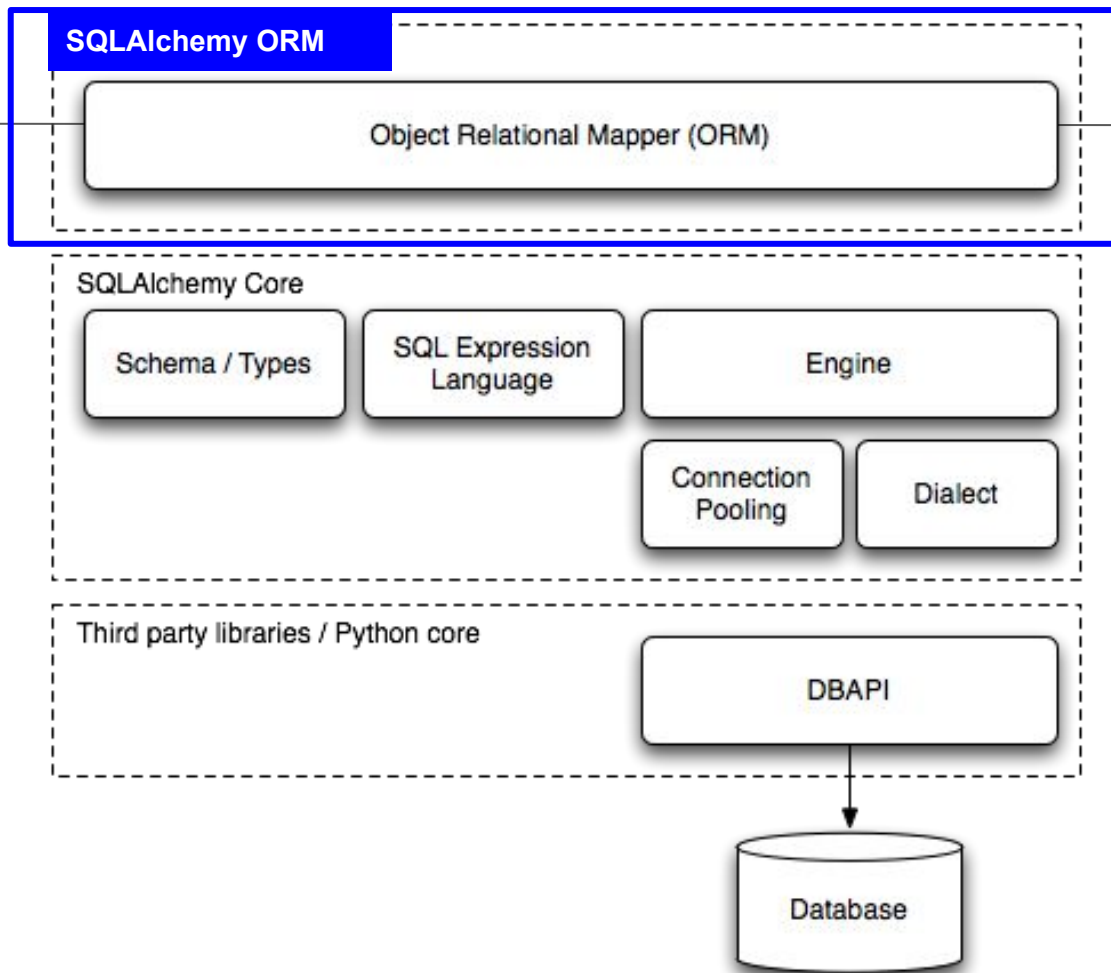 SQLAlchemy ORM
Object Relational Mapper (ORM)
SQLAlchemy Core
Schema / Types
SQL Expression
Language
Engine
Connection
Pooling
Dialect
Third party libraries / Python core
DBAPI
Database